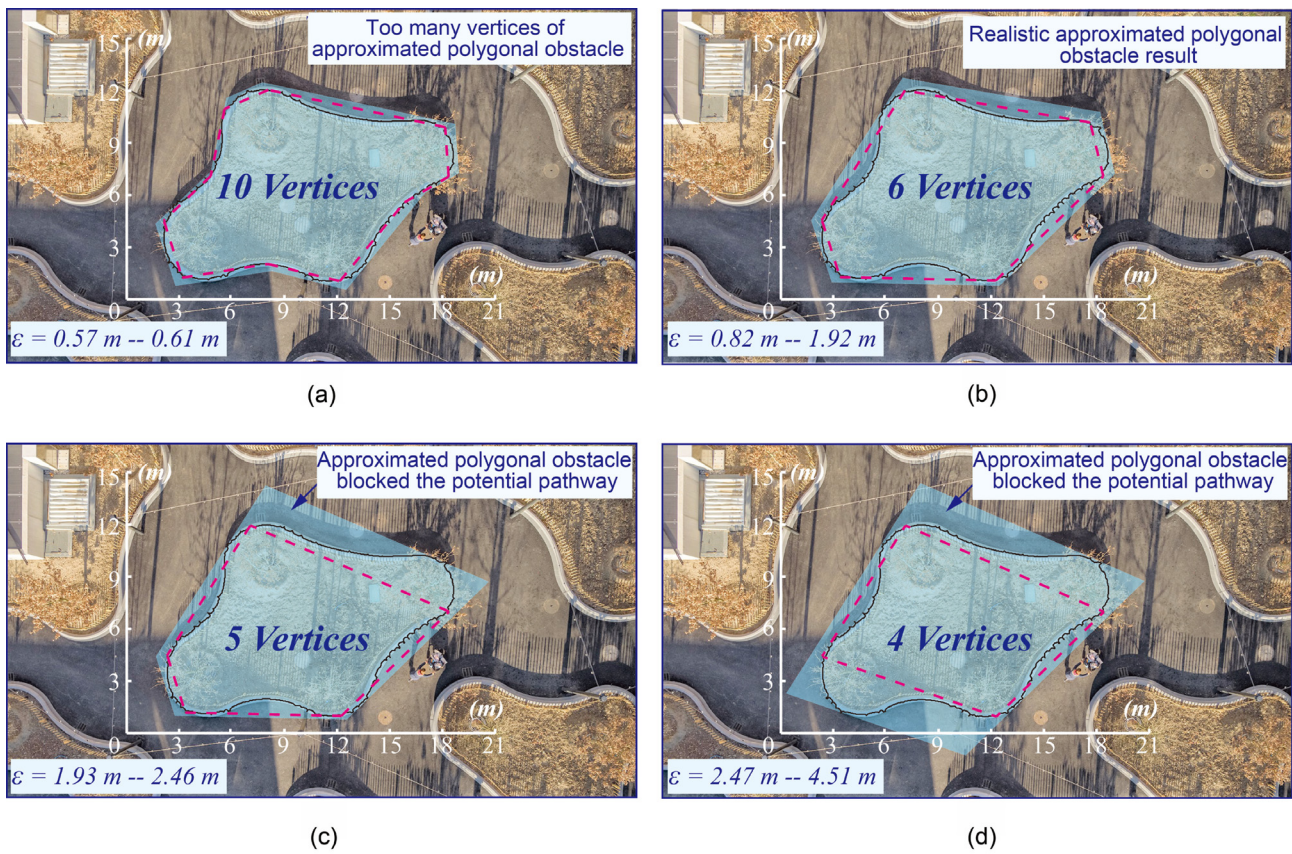 Too many vertices of
approximated polygonal obstacle
15 (m)
12
9
6
3
0
10 Vertices
(m)
3 6 9 12 15 18 21
ε = 0.57 m -- 0.61 m
(a)
Realistic approximated polygonal
obstacle result
15 (m)
12
9
6
3
0
6 Vertices
(m)
3 6 9 12 15 18 21
ε = 0.82 m -- 1.92 m
(b)
Approximated polygonal obstacle
blocked the potential pathway
15 (m)
12
9
6
3
0
5 Vertices
(m)
3 6 9 12 15 18 21
ε = 1.93 m -- 2.46 m
(c)
Approximated polygonal obstacle
blocked the potential pathway
15 (m)
12
9
6
3
0
4 Vertices
(m)
3 6 9 12 15 18 21
ε = 2.47 m -- 4.51 m
(d)